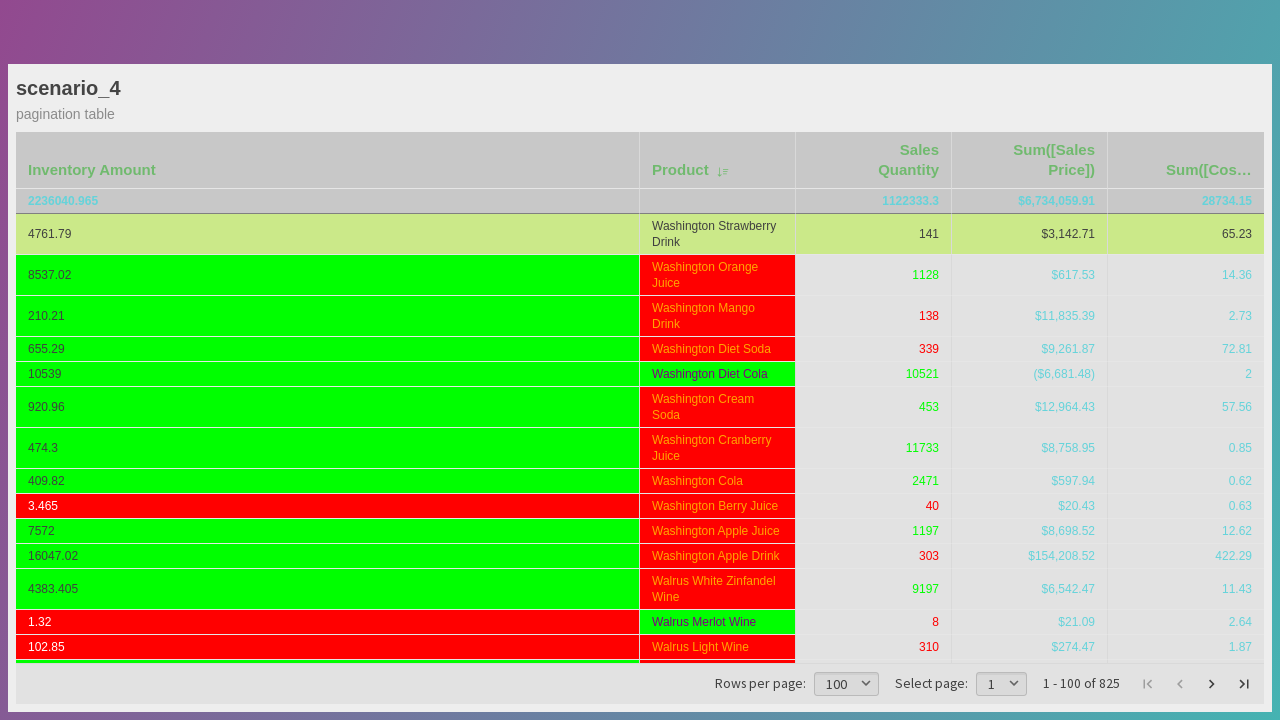 scenario_4
pagination table
Inventory Amount Product Sales Quantity Sum([Sales Price]) Sum([Cos…
2236040.965 1122333.3 $6,734,059.91 28734.15
4761.79 Washington Strawberry Drink 141 $3,142.71 65.23
8537.02 Washington Orange Juice 1128 $617.53 14.36
210.21 Washington Mango Drink 138 $11,835.39 2.73
655.29 Washington Diet Soda 339 $9,261.87 72.81
10539 Washington Diet Cola 10521 ($6,681.48) 2
920.96 Washington Cream Soda 453 $12,964.43 57.56
474.3 Washington Cranberry Juice 11733 $8,758.95 0.85
409.82 Washington Cola 2471 $597.94 0.62
3.465 Washington Berry Juice 40 $20.43 0.63
7572 Washington Apple Juice 1197 $8,698.52 12.62
16047.02 Washington Apple Drink 303 $154,208.52 422.29
4383.405 Walrus White Zinfandel Wine 9197 $6,542.47 11.43
1.32 Walrus Merlot Wine 8 $21.09 2.64
102.85 Walrus Light Wine 310 $274.47 1.87
Rows per page: 100 Select page: 1 1 - 100 of 825